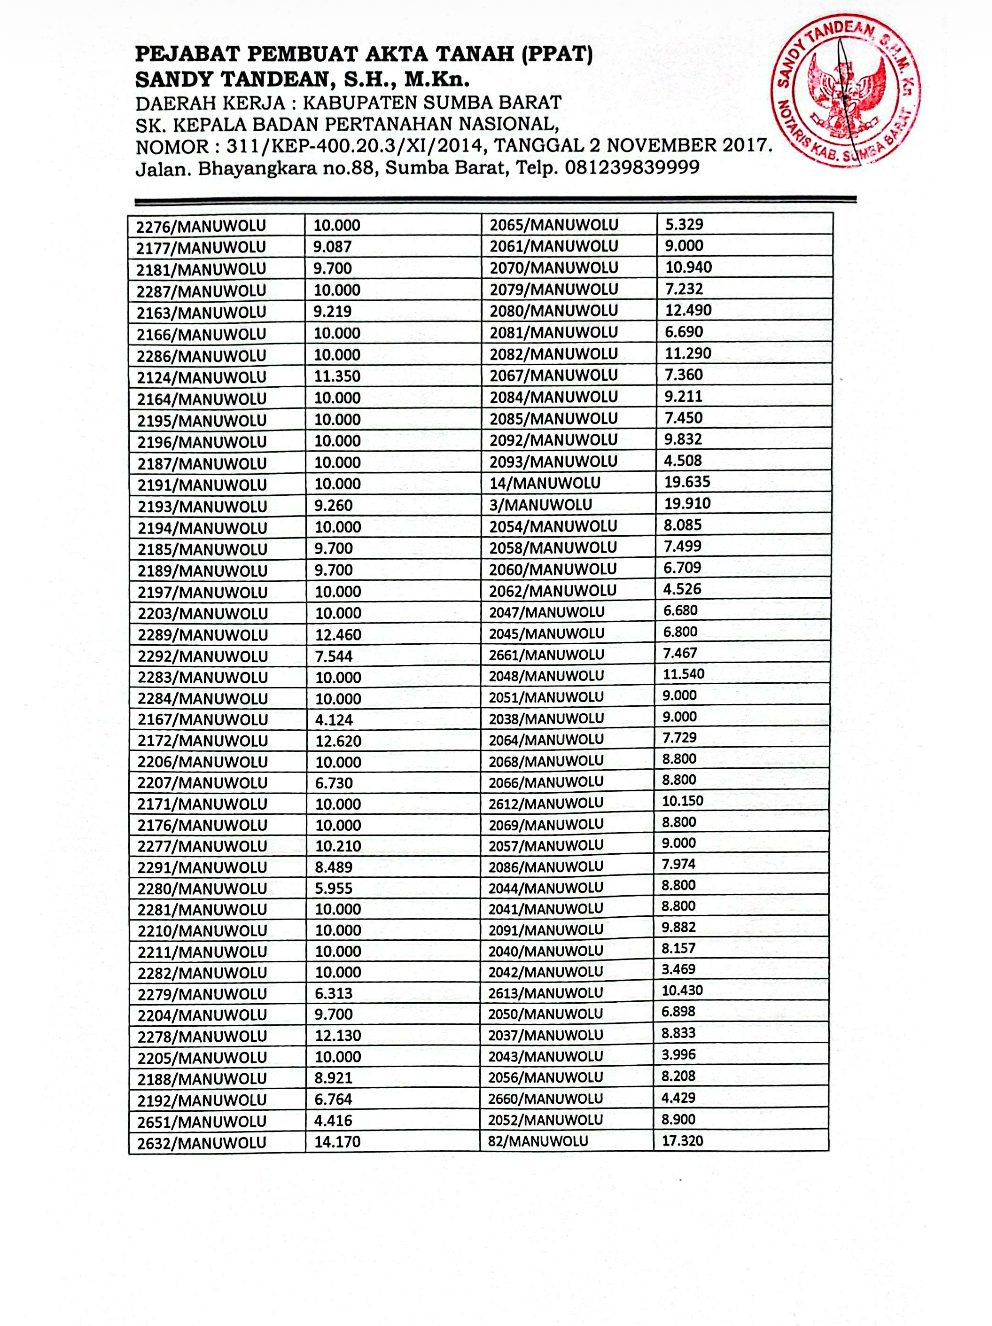 PEJABAT PEMBUAT AKTA TANAH (PPAT)
SANDY TANDEAN, S.H., M.Kn.
DAERAH KERJA : KABUPATEN SUMBA BARAT
SK. KEPALA BADAN PERTANAHAN NASIONAL,
NOMOR : 311/KEP-400.20.3/XI/2014, TANGGAL 2 NOVEMBER 2017.
Jalan. Bhayangkara no.88, Sumba Barat, Telp. 081239839999
SANDY TANDEAN, S.H.M. Kn
NOTARIS KAB. SUMBA BARAT
2276/MANUWOLU 10.000 2065/MANUWOLU 5.329
2177/MANUWOLU 9.087 2061/MANUWOLU 9.000
2181/MANUWOLU 9.700 2070/MANUWOLU 10.940
2287/MANUWOLU 10.000 2079/MANUWOLU 7.232
2163/MANUWOLU 9.219 2080/MANUWOLU 12.490
2166/MANUWOLU 10.000 2081/MANUWOLU 6.690
2286/MANUWOLU 10.000 2082/MANUWOLU 11.290
2124/MANUWOLU 11.350 2067/MANUWOLU 7.360
2164/MANUWOLU 10.000 2084/MANUWOLU 9.211
2195/MANUWOLU 10.000 2085/MANUWOLU 7.450
2196/MANUWOLU 10.000 2092/MANUWOLU 9.832
2187/MANUWOLU 10.000 2093/MANUWOLU 4.508
2191/MANUWOLU 10.000 14/MANUWOLU 19.635
2193/MANUWOLU 9.260 3/MANUWOLU 19.910
2194/MANUWOLU 10.000 2054/MANUWOLU 8.085
2185/MANUWOLU 9.700 2058/MANUWOLU 7.499
2189/MANUWOLU 9.700 2060/MANUWOLU 6.709
2197/MANUWOLU 10.000 2062/MANUWOLU 4.526
2203/MANUWOLU 10.000 2047/MANUWOLU 6.680
2289/MANUWOLU 12.460 2045/MANUWOLU 6.800
2292/MANUWOLU 7.544 2661/MANUWOLU 7.467
2283/MANUWOLU 10.000 2048/MANUWOLU 11.540
2284/MANUWOLU 10.000 2051/MANUWOLU 9.000
2167/MANUWOLU 4.124 2038/MANUWOLU 9.000
2172/MANUWOLU 12.620 2064/MANUWOLU 7.729
2206/MANUWOLU 10.000 2068/MANUWOLU 8.800
2207/MANUWOLU 6.730 2066/MANUWOLU 8.800
2171/MANUWOLU 10.000 2612/MANUWOLU 10.150
2176/MANUWOLU 10.000 2069/MANUWOLU 8.800
2277/MANUWOLU 10.210 2057/MANUWOLU 9.000
2291/MANUWOLU 8.489 2086/MANUWOLU 7.974
2280/MANUWOLU 5.955 2044/MANUWOLU 8.800
2281/MANUWOLU 10.000 2041/MANUWOLU 8.800
2210/MANUWOLU 10.000 2091/MANUWOLU 9.882
2211/MANUWOLU 10.000 2040/MANUWOLU 8.157
2282/MANUWOLU 10.000 2042/MANUWOLU 3.469
2279/MANUWOLU 6.313 2613/MANUWOLU 10.430
2204/MANUWOLU 9.700 2050/MANUWOLU 6.898
2278/MANUWOLU 12.130 2037/MANUWOLU 8.833
2205/MANUWOLU 10.000 2043/MANUWOLU 3.996
2188/MANUWOLU 8.921 2056/MANUWOLU 8.208
2192/MANUWOLU 6.764 2660/MANUWOLU 4.429
2651/MANUWOLU 4.416 2052/MANUWOLU 8.900
2632/MANUWOLU 14.170 82/MANUWOLU 17.320